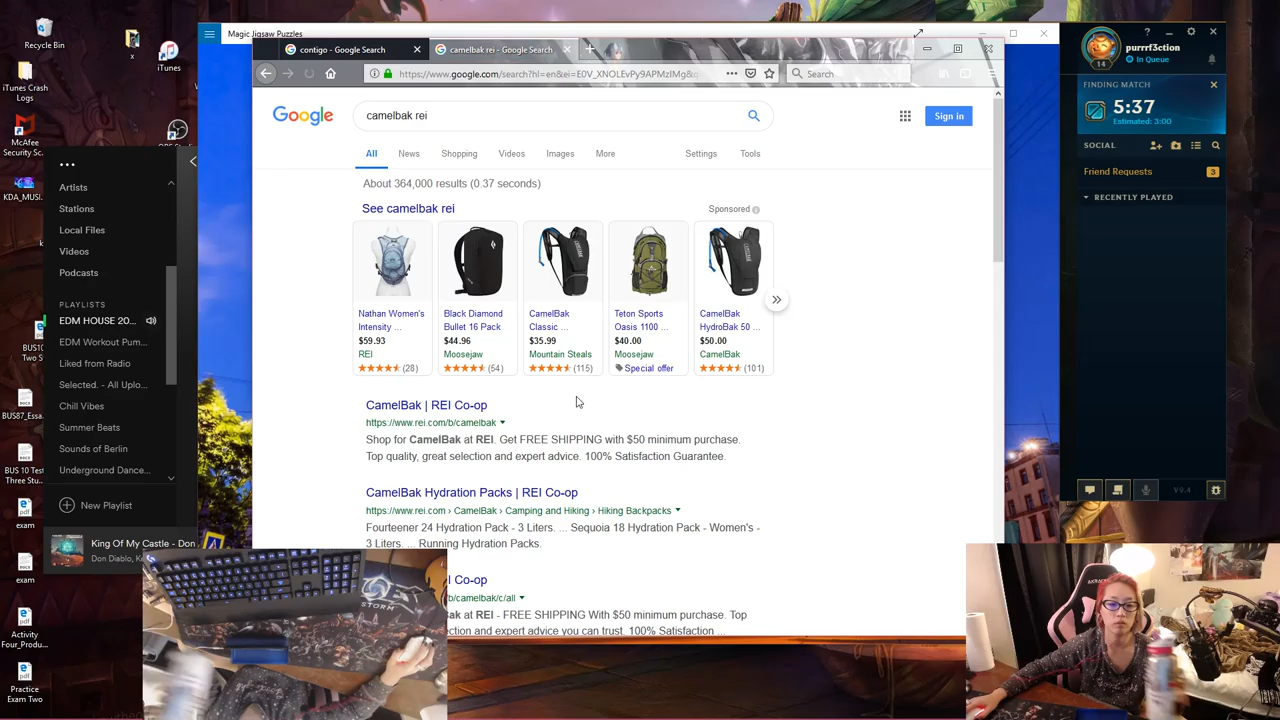 Recycle Bin
x
iTunes
iTunes Crash
Logs
McAfee
Security Sc...
KDA_MUSI...
BUS87_Essa...
BUS 10
Test
Three Stu...
exam
exam
exam
Activity
Four_Produ...
Practice
Exam Two
Artists
Stations
Local Files
Videos
Podcasts
PLAYLISTS
EDM HOUSE 20...
EDM Workout Pum...
Liked from Radio
Selected. - All Uplo...
Chill Vibes
Summer Beats
Sounds of Berlin
Underground Dance...
New Playlist
King Of My Castle - Don
Don Diablo,
Magic Jigsaw Puzzles
contigo - Google Search
camelbak rei - Google Search
https://www.google.com/search?hl=en&ei=E0V_XNOLEvPy9APMzIMg&q
Search
Google
camelbak rei
Sign in
All
News
Shopping
Videos
Images
More
Settings
Tools
About 364,000 results (0.37 seconds)
See camelbak rei
Sponsored
Nathan Women's
Intensity ...
$59.93
REI
(28)
Black Diamond
Bullet 16 Pack
$44.96
Moosejaw
(54)
CamelBak
Classic ...
$35.99
Mountain Steals
(115)
Teton Sports
Oasis 1100 ...
$40.00
Moosejaw
Special offer
CamelBak
HydroBak 50 ...
$50.00
CamelBak
(101)
CamelBak | REI Co-op
https://www.rei.com/b/camelbak
Shop for CamelBak at REI. Get FREE SHIPPING with $50 minimum purchase.
Top quality, great selection and expert advice. 100% Satisfaction Guarantee.
CamelBak Hydration Packs | REI Co-op
https://www.rei.com › CamelBak › Camping and Hiking › Hiking Backpacks
Fourteener 24 Hydration Pack - 3 Liters. ... Sequoia 18 Hydration Pack - Women's -
3 Liters. ... Running Hydration Packs.
I Co-op
b/camelbak/c/all
ak at REI - FREE SHIPPING With $50 minimum purchase. Top
ction and expert advice you can trust. 100% Satisfaction ...
purrrf3ction
14
In Queue
FINDING MATCH
5:37
Estimated: 3:00
SOCIAL
Friend Requests
3
RECENTLY PLAYED
V9.4
STORM
AKRACING